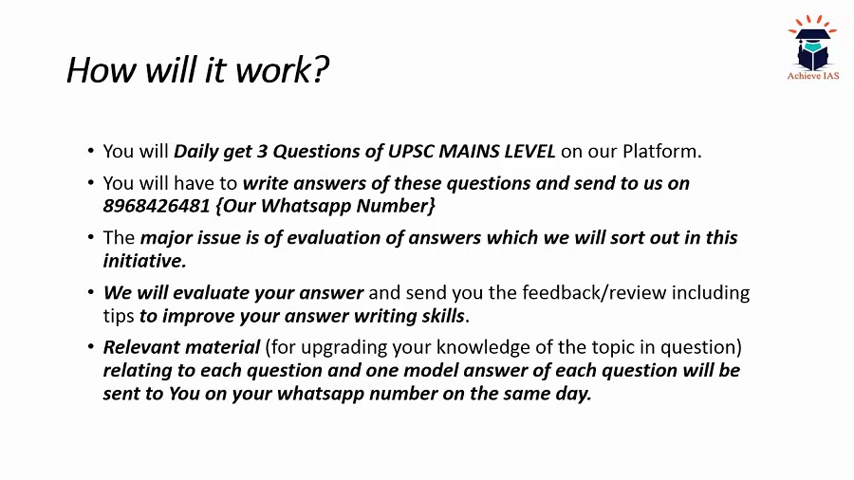 How will it work?
Achieve IAS
• You will Daily get 3 Questions of UPSC MAINS LEVEL on our Platform.
• You will have to write answers of these questions and send to us on
8968426481 {Our Whatsapp Number}
• The major issue is of evaluation of answers which we will sort out in this
initiative.
• We will evaluate your answer and send you the feedback/review including
tips to improve your answer writing skills.
• Relevant material (for upgrading your knowledge of the topic in question)
relating to each question and one model answer of each question will be
sent to You on your whatsapp number on the same day.